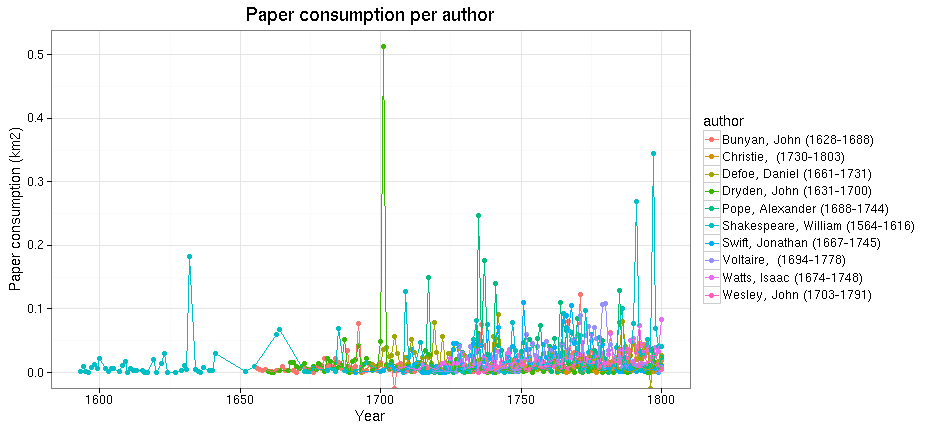 Paper consumption per author
0.5
0.4
0.3
0.2
0.1
0.0
Paper consumption (km2)
1600
1650
1700
1750
1800
Year
author
Bunyan, John (1628-1688)
Christie,  (1730-1803)
Defoe, Daniel (1661-1731)
Dryden, John (1631-1700)
Pope, Alexander (1688-1744)
Shakespeare, William (1564-1616)
Swift, Jonathan (1667-1745)
Voltaire,  (1694-1778)
Watts, Isaac (1674-1748)
Wesley, John (1703-1791)